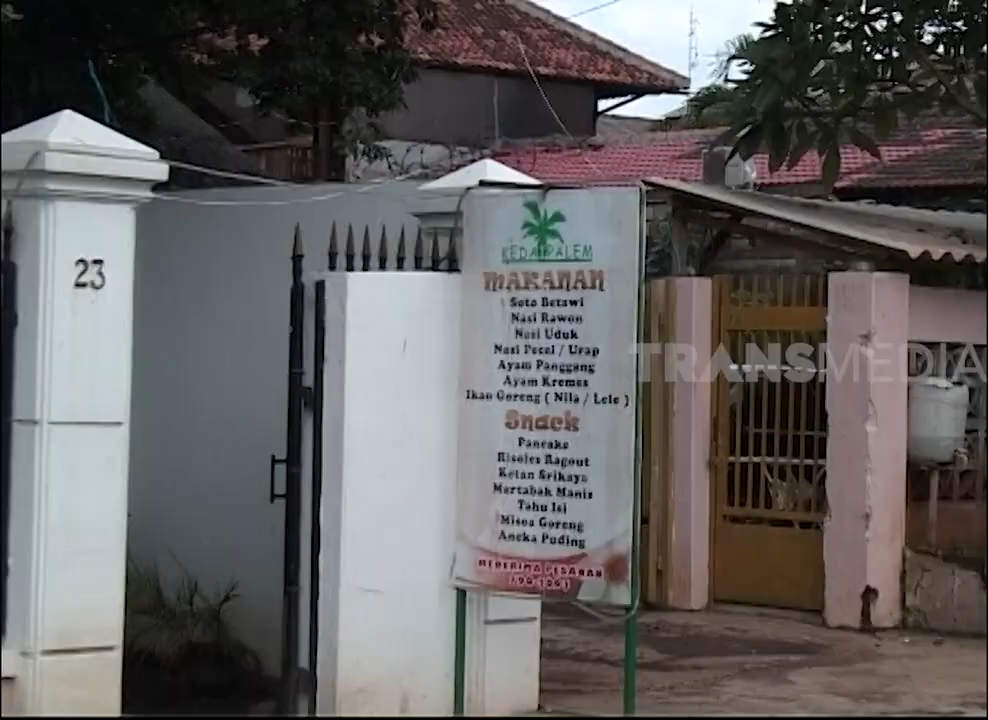 23
KEDAI PALEM
MAKANAN
Soto Betawi
Nasi Rawon
Nasi Uduk
Nasi Pecel / Urap
Ayam Panggang
Ayam Kremes
Ikan Goreng ( Nila / Lele )
Snack
Pancake
Risoles Ragout
Ketan Srikaya
Martabak Manis
Tahu Isi
Misoa Goreng
Aneka Puding
MENERIMA PESANAN
TRANSMEDIA